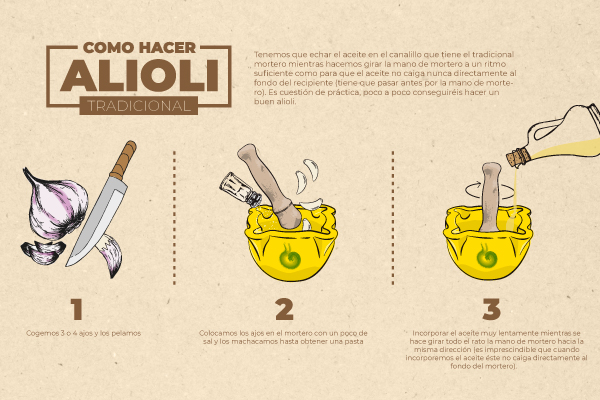 COMO HACER
ALIOLI
TRADICIONAL
Tenemos que echar el aceite en el canalillo que tiene el tradicional
mortero mientras hacemos girar la mano de mortero a un ritmo
suficiente como para que el aceite no caiga nunca directamente al
fondo del recipiente (tiene que pasar antes por la mano de morte-
ro). Es cuestión de práctica, poco a poco conseguiréis hacer un
buen alioli.
1
Cogemos 3 o 4 ajos y los pelamos
2
Colocamos los ajos en el mortero con un poco de
sal y los machacamos hasta obtener una pasta
3
Incorporar el aceite muy lentamente mientras se
hace girar todo el rato la mano de mortero hacia la
misma dirección (es imprescindible que cuando
incorporemos el aceite éste no caiga directamente al
fondo del mortero).